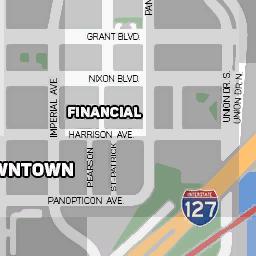 GRANT BLVD.
PAN
NIXON BLVD.
UNION DR. S.
UNION DR. N.
IMPERIAL AVE
FINANCIAL
HARRISON AVE.
PEARSON
ST. PATRICK
WNTOWN
PANOPTICON AVE
INTERSTATE
127